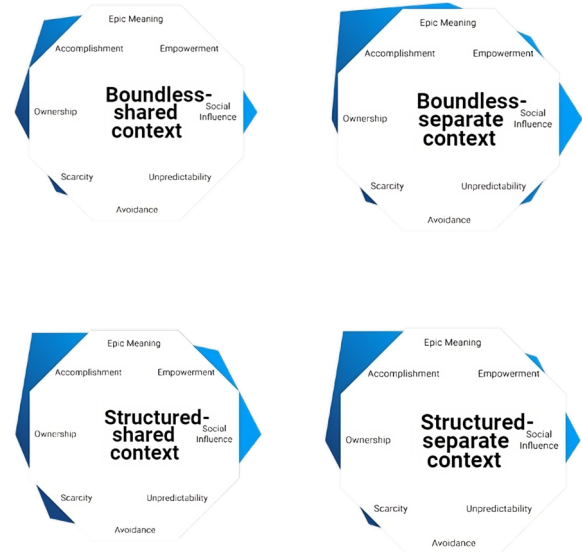 Epic Meaning
Accomplishment
Empowerment
Boundless-
shared
context
Ownership
Social
Influence
Scarcity
Unpredictability
Avoidance
Epic Meaning
Accomplishment
Empowerment
Boundless-
separate
context
Ownership
Social
Influence
Scarcity
Unpredictability
Avoidance
Epic Meaning
Accomplishment
Empowerment
Structured-
shared
context
Ownership
Social
Influence
Scarcity
Unpredictability
Avoidance
Epic Meaning
Accomplishment
Empowerment
Structured-
separate
context
Ownership
Social
Influence
Scarcity
Unpredictability
Avoidance